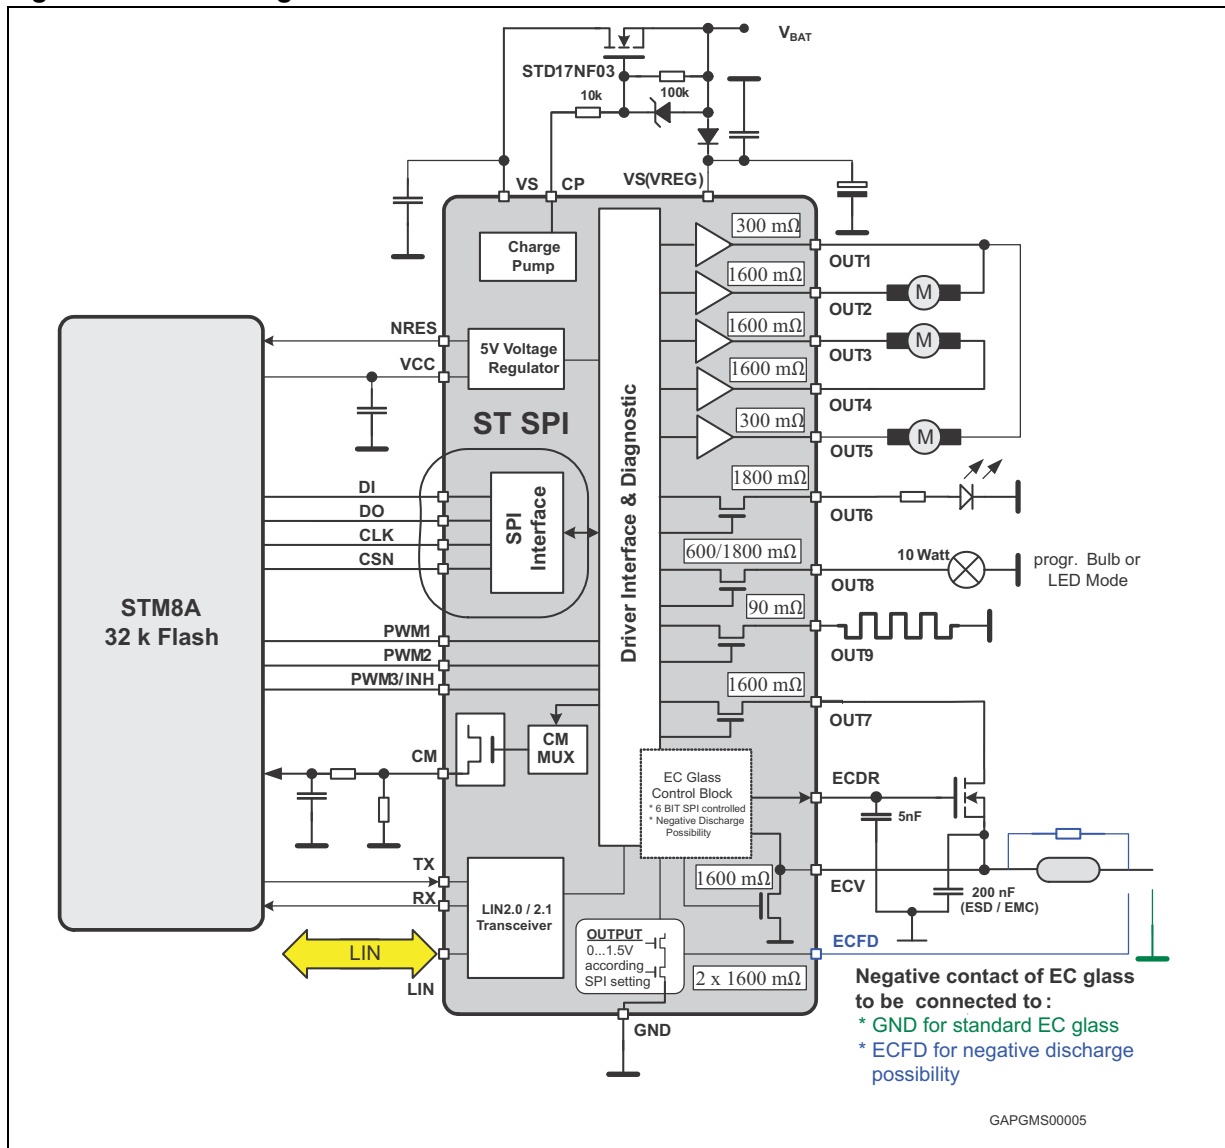 V_BAT
STD17NF03
10k
100k
VS
CP
VS(VREG)
Charge
Pump
300 mΩ
OUT1
1600 mΩ
M
OUT2
NRES
5V Voltage
Regulator
1600 mΩ
M
OUT3
VCC
1600 mΩ
OUT4
ST SPI
300 mΩ
M
OUT5
Driver Interface & Diagnostic
DI
DO
CLK
CSN
SPI
Interface
1800 mΩ
OUT6
600/1800 mΩ
10 Watt
OUT8
progr. Bulb or
LED Mode
STM8A
32 k Flash
90 mΩ
OUT9
PWM1
PWM2
PWM3/INH
1600 mΩ
OUT7
CM
CM
MUX
EC Glass
Control Block
* 6 BIT SPI controlled
* Negative Discharge
Possibility
ECDR
5nF
TX
RX
LIN2.0 / 2.1
Transceiver
1600 mΩ
ECV
200 nF
(ESD / EMC)
LIN
LIN
OUTPUT
0...1.5V
according
SPI setting
ECFD
2 x 1600 mΩ
GND
Negative contact of EC glass
to be connected to :
* GND for standard EC glass
* ECFD for negative discharge
possibility
GAPGMS00005